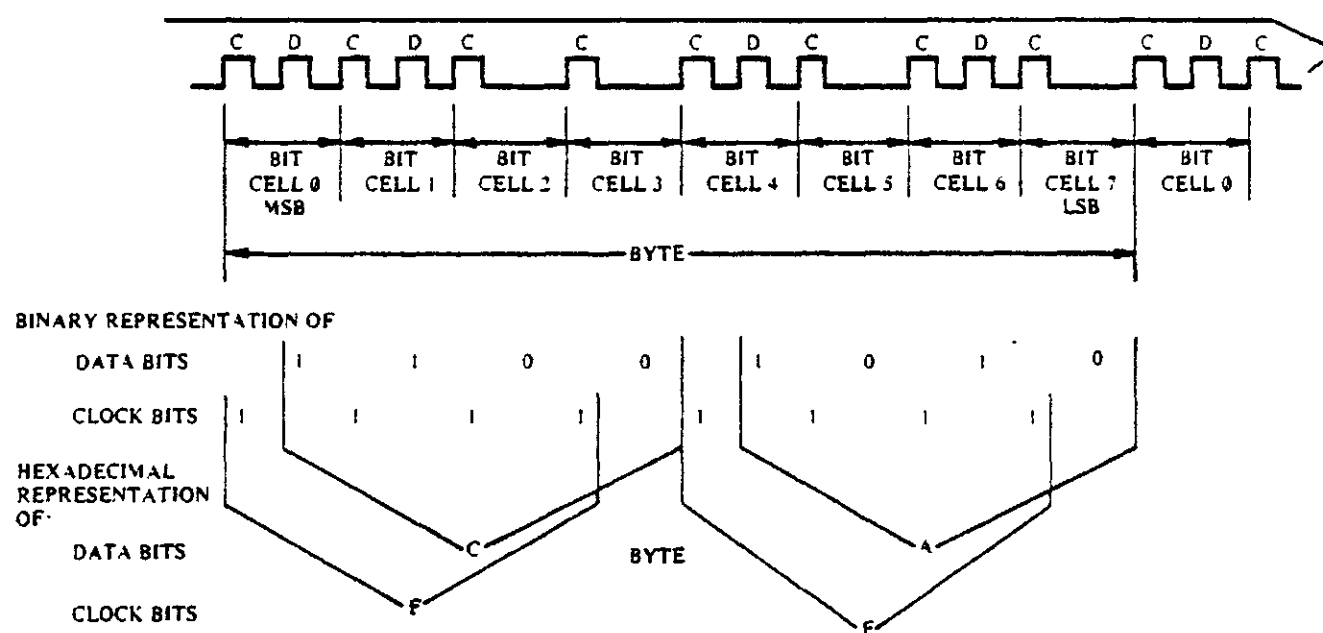 C D C D C C C D C C D C C D C
BIT BIT BIT BIT BIT BIT BIT BIT BIT
CELL 0 CELL 1 CELL 2 CELL 3 CELL 4 CELL 5 CELL 6 CELL 7 CELL 0
MSB LSB
BYTE
BINARY REPRESENTATION OF
DATA BITS 1 1 0 0 1 0 1 0
CLOCK BITS 1 1 1 1 1 1 1 1
HEXADECIMAL
REPRESENTATION
OF:
DATA BITS C BYTE A
CLOCK BITS F F